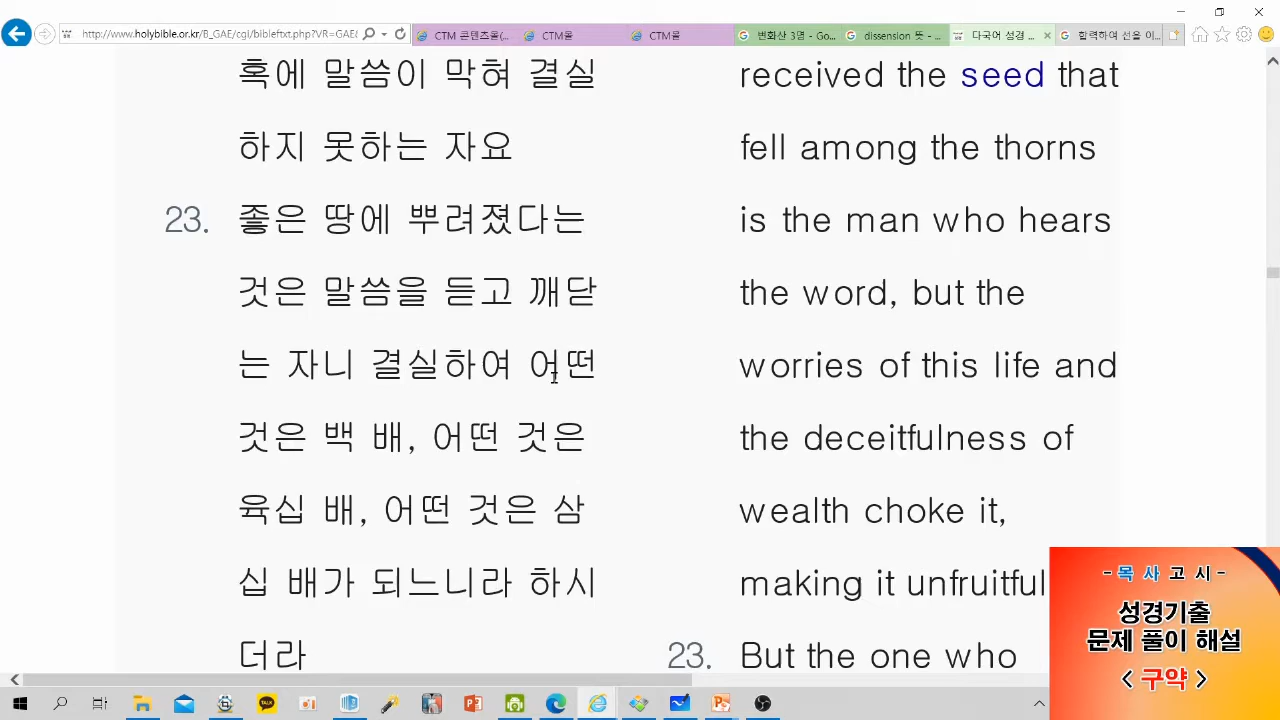 http://www.holybible.or.kr/B_GAE/cgi/bibleftxt.php?VR=GAE&
CTM 콘텐츠울(...
CTM울
CTM울
변화산 3명 - Go...
dissension 뜻 - ...
다국어 성경 ...
합력하여 선을 이...
혹에 말씀이 막혀 결실
하지 못하는 자요
23. 좋은 땅에 뿌려졌다는
것은 말씀을 듣고 깨닫
는 자니 결실하여 어떤
것은 백 배, 어떤 것은
육십 배, 어떤 것은 삼
십 배가 되느니라 하시
더라
received the seed that
fell among the thorns
is the man who hears
the word, but the
worries of this life and
the deceitfulness of
wealth choke it,
making it unfruitful
23. But the one who
- 목 사 고 시 -
성경기출
문제 풀이 해설
< 구약 >